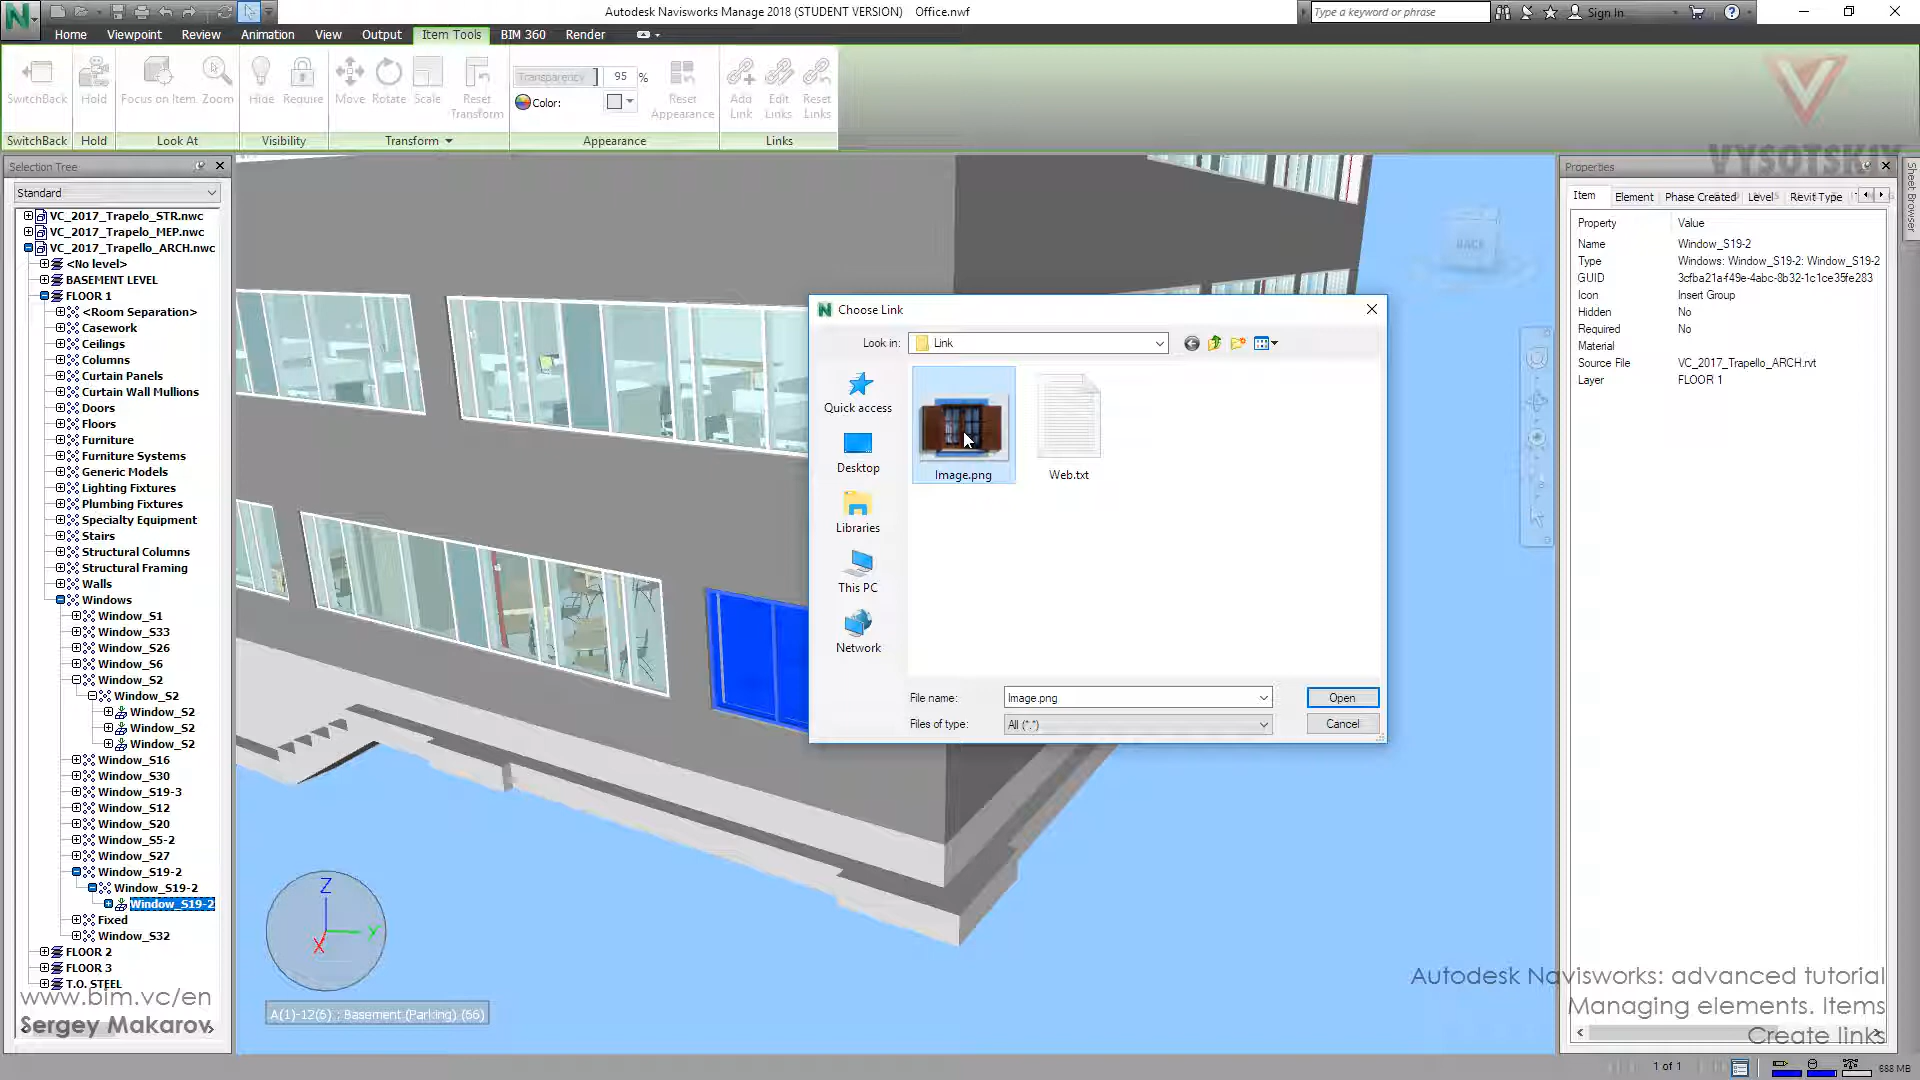 Autodesk Navisworks Manage 2018 (STUDENT VERSION) Office.nwf
Type a keyword or phrase
Sign In
Home Viewpoint Review Animation View Output Item Tools BIM 360 Render
SwitchBack Hold Focus on Item Zoom Hide Require Move Rotate Scale Reset Transform
Transparency 95 %
Color:
Reset Appearance
Add Link
Edit Links
Reset Links
SwitchBack Hold Look At Visibility Transform Appearance Links
VYSOTSKIY
Selection Tree
Standard
VC_2017_Trapelo_STR.nwc
VC_2017_Trapelo_MEP.nwc
VC_2017_Trapello_ARCH.nwc
<No level>
BASEMENT LEVEL
FLOOR 1
<Room Separation>
Casework
Ceilings
Columns
Curtain Panels
Curtain Wall Mullions
Doors
Floors
Furniture
Furniture Systems
Generic Models
Lighting Fixtures
Plumbing Fixtures
Specialty Equipment
Stairs
Structural Columns
Structural Framing
Walls
Windows
Window_S1
Window_S33
Window_S26
Window_S6
Window_S2
Window_S2
Window_S2
Window_S2
Window_S2
Window_S16
Window_S30
Window_S19-3
Window_S12
Window_S20
Window_S5-2
Window_S27
Window_S19-2
Window_S19-2
Window_S19-2
Fixed
Window_S32
FLOOR 2
FLOOR 3
T.O. STEEL
www.bim.vc/en
Sergey Makarov
BACK
Z
Y
X
A(1)-12(6) : Basement (Parking) (56)
Choose Link
Look in: Link
Quick access
Desktop
Libraries
This PC
Network
Image.png
Web.txt
File name: Image.png
Open
Files of type: All (*.*)
Cancel
Properties
Sheet Browser
Item Element Phase Created Level Revit Type
Property Value
Name Window_S19-2
Type Windows: Window_S19-2: Window_S19-2
GUID 3cfba21a-f49e-4abc-8b32-1c1ce35fe283
Icon Insert Group
Hidden No
Required No
Material
Source File VC_2017_Trapello_ARCH.rvt
Layer FLOOR 1
Autodesk Navisworks: advanced tutorial
Managing elements. Items
Create links
1 of 1
688 MB